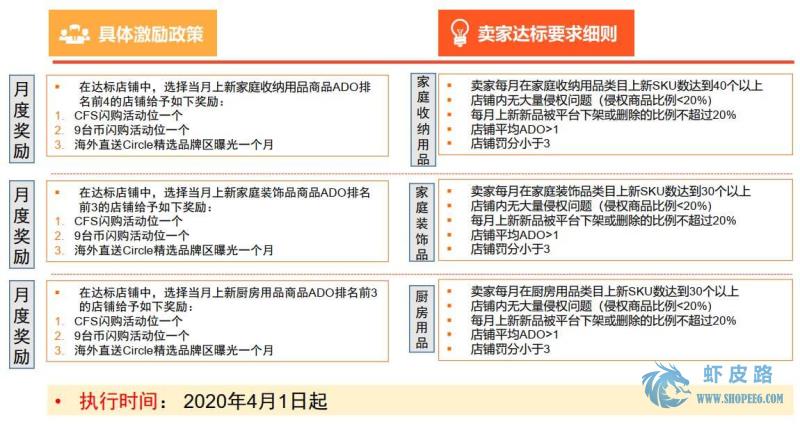 具体激励政策
卖家达标要求细则
月度奖励
在达标店铺中，选择当月上新家庭收纳用品商品ADO排
名前4的店铺给予如下奖励：
1. CFS闪购活动位一个
2. 9台币闪购活动位一个
3. 海外直送Circle精选品牌区曝光一个月
家庭收纳用品
卖家每月在家庭收纳用品类目上新SKU数达到40个以上
店铺内无大量侵权问题（侵权商品比例<20%）
每月上新新品被平台下架或删除的比例不超过20%
店铺平均ADO>1
店铺罚分小于3
月度奖励
在达标店铺中，选择当月上新家庭装饰品商品ADO排名
前3的店铺给予如下奖励：
1. CFS闪购活动位一个
2. 9台币闪购活动位一个
3. 海外直送Circle精选品牌区曝光一个月
家庭装饰品
卖家每月在家庭装饰品类目上新SKU数达到30个以上
店铺内无大量侵权问题（侵权商品比例<20%）
每月上新新品被平台下架或删除的比例不超过20%
店铺平均ADO>1
店铺罚分小于3
月度奖励
在达标店铺中，选择当月上新厨房用品商品ADO排名前3
的店铺给予如下奖励：
1. CFS闪购活动位一个
2. 9台币闪购活动位一个
3. 海外直送Circle精选品牌区曝光一个月
厨房用品
卖家每月在厨房用品类目上新SKU数达到30个以上
店铺内无大量侵权问题（侵权商品比例<20%）
每月上新新品被平台下架或删除的比例不超过20%
店铺平均ADO>1
店铺罚分小于3
执行时间： 2020年4月1日起
虾皮路
WWW.SHOPEE6.COM